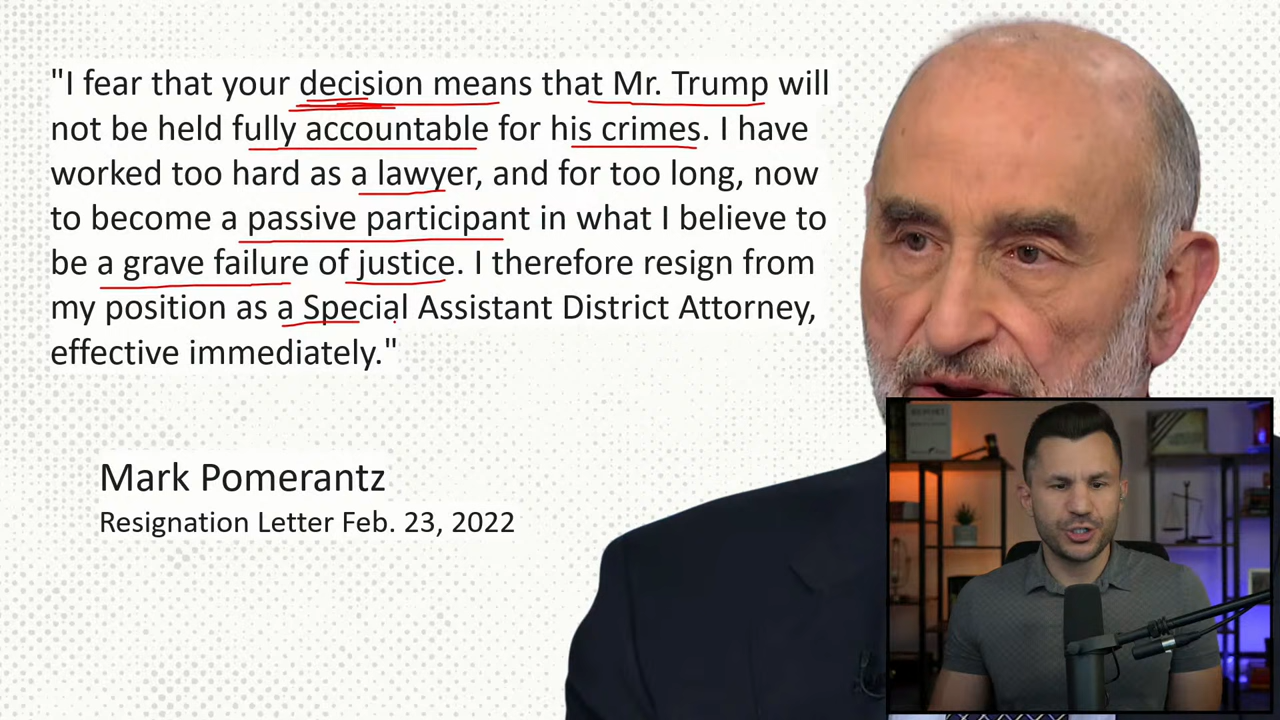 "I fear that your decision means that Mr. Trump will
not be held fully accountable for his crimes. I have
worked too hard as a lawyer, and for too long, now
to become a passive participant in what I believe to
be a grave failure of justice. I therefore resign from
my position as a Special Assistant District Attorney,
effective immediately."
Mark Pomerantz
Resignation Letter Feb. 23, 2022